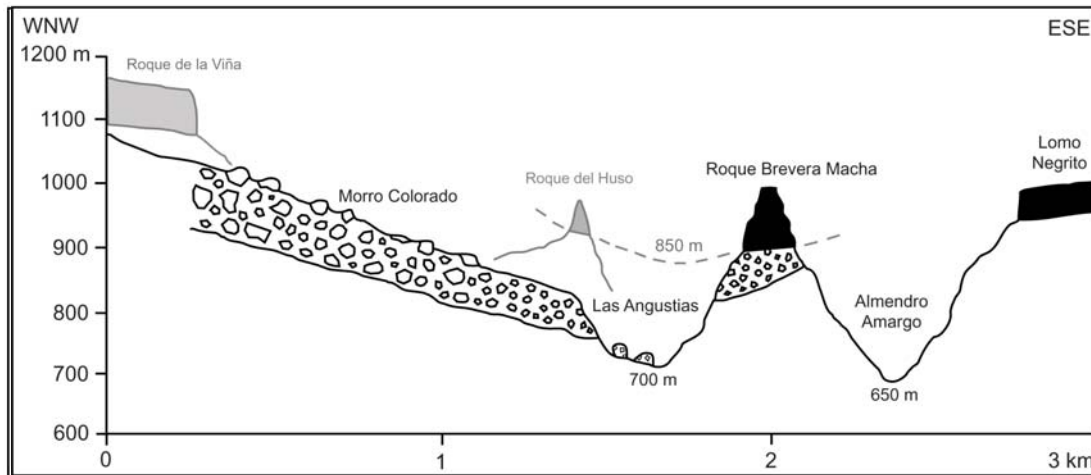 WNW
ESE
1200 m
Roque de la Viña
1100
Lomo
Negrito
Roque Brevera Macha
1000
Roque del Huso
Morro Colorado
900
850 m
800
Las Angustias
Almendro
Amargo
700
700 m
650 m
600
0
1
2
3 km